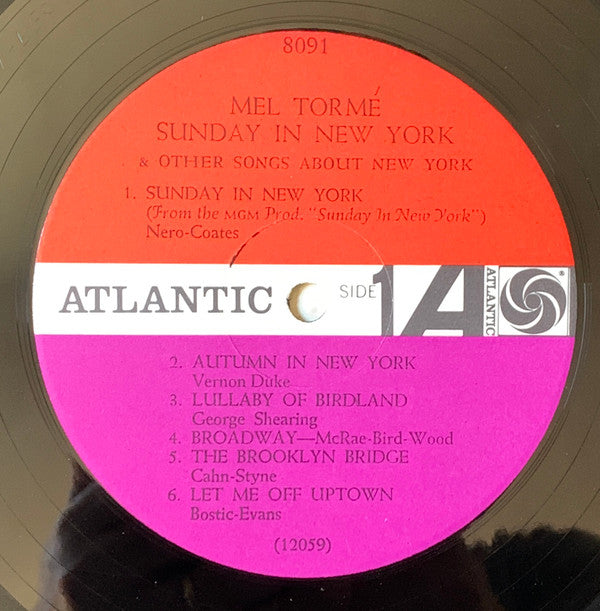 8091
MEL TORMÉ
SUNDAY IN NEW YORK
& OTHER SONGS ABOUT NEW YORK
1. SUNDAY IN NEW YORK
(From the MGM Prod. "Sunday In New York")
Nero-Coates
ATLANTIC SIDE 1 A ATLANTIC ®
2. AUTUMN IN NEW YORK
Vernon Duke
3. LULLABY OF BIRDLAND
George Shearing
4. BROADWAY—McRae-Bird-Wood
5. THE BROOKLYN BRIDGE
Cahn-Styne
6. LET ME OFF UPTOWN
Bostic-Evans
(12059)